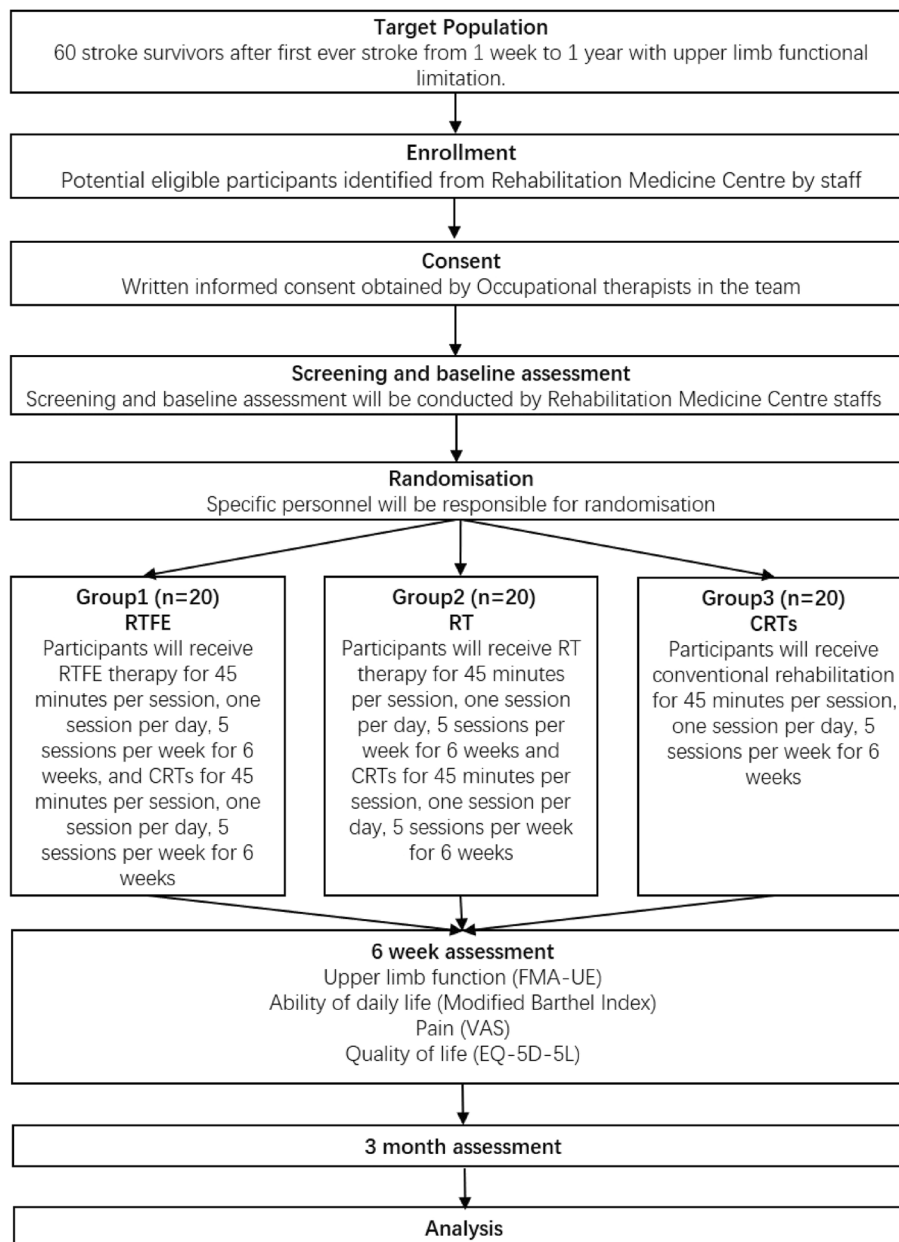 Target Population
60 stroke survivors after first ever stroke from 1 week to 1 year with upper limb functional
limitation.
Enrollment
Potential eligible participants identified from Rehabilitation Medicine Centre by staff
Consent
Written informed consent obtained by Occupational therapists in the team
Screening and baseline assessment
Screening and baseline assessment will be conducted by Rehabilitation Medicine Centre staffs
Randomisation
Specific personnel will be responsible for randomisation
Group1 (n=20)
RTFE
Participants will receive
RTFE therapy for 45
minutes per session, one
session per day, 5
sessions per week for 6
weeks, and CRTs for 45
minutes per session, one
session per day, 5
sessions per week for 6
weeks
Group2 (n=20)
RT
Participants will receive RT
therapy for 45 minutes
per session, one session
per day, 5 sessions per
week for 6 weeks and
CRTs for 45 minutes per
session, one session per
day, 5 sessions per week
for 6 weeks
Group3 (n=20)
CRTs
Participants will receive
conventional rehabilitation
for 45 minutes per session,
one session per day, 5
sessions per week for 6
weeks
6 week assessment
Upper limb function (FMA-UE)
Ability of daily life (Modified Barthel Index)
Pain (VAS)
Quality of life (EQ-5D-5L)
3 month assessment
Analysis